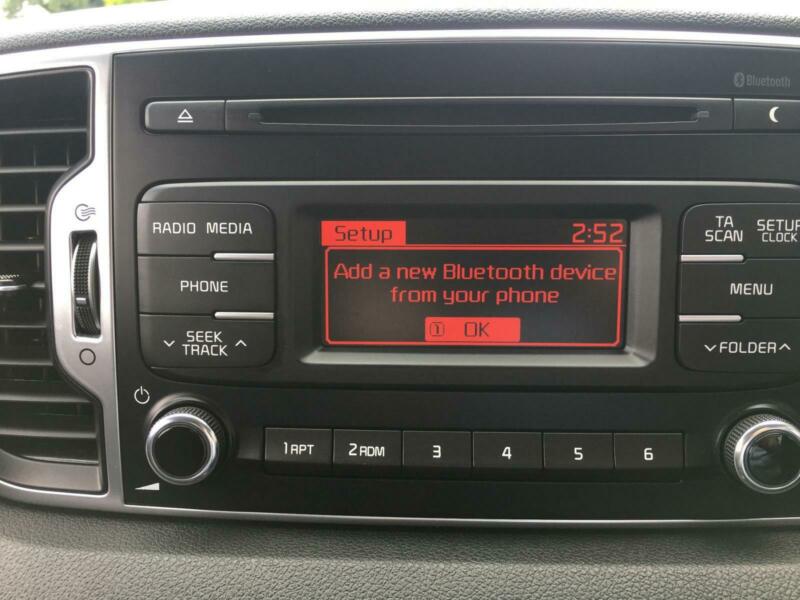 Bluetooth
RADIO MEDIA
PHONE
SEEK
TRACK
Setup 2:52
Add a new Bluetooth device
from your phone
1 OK
TA
SCAN
SETUP
CLOCK
MENU
FOLDER
1 RPT
2 RDM
3
4
5
6